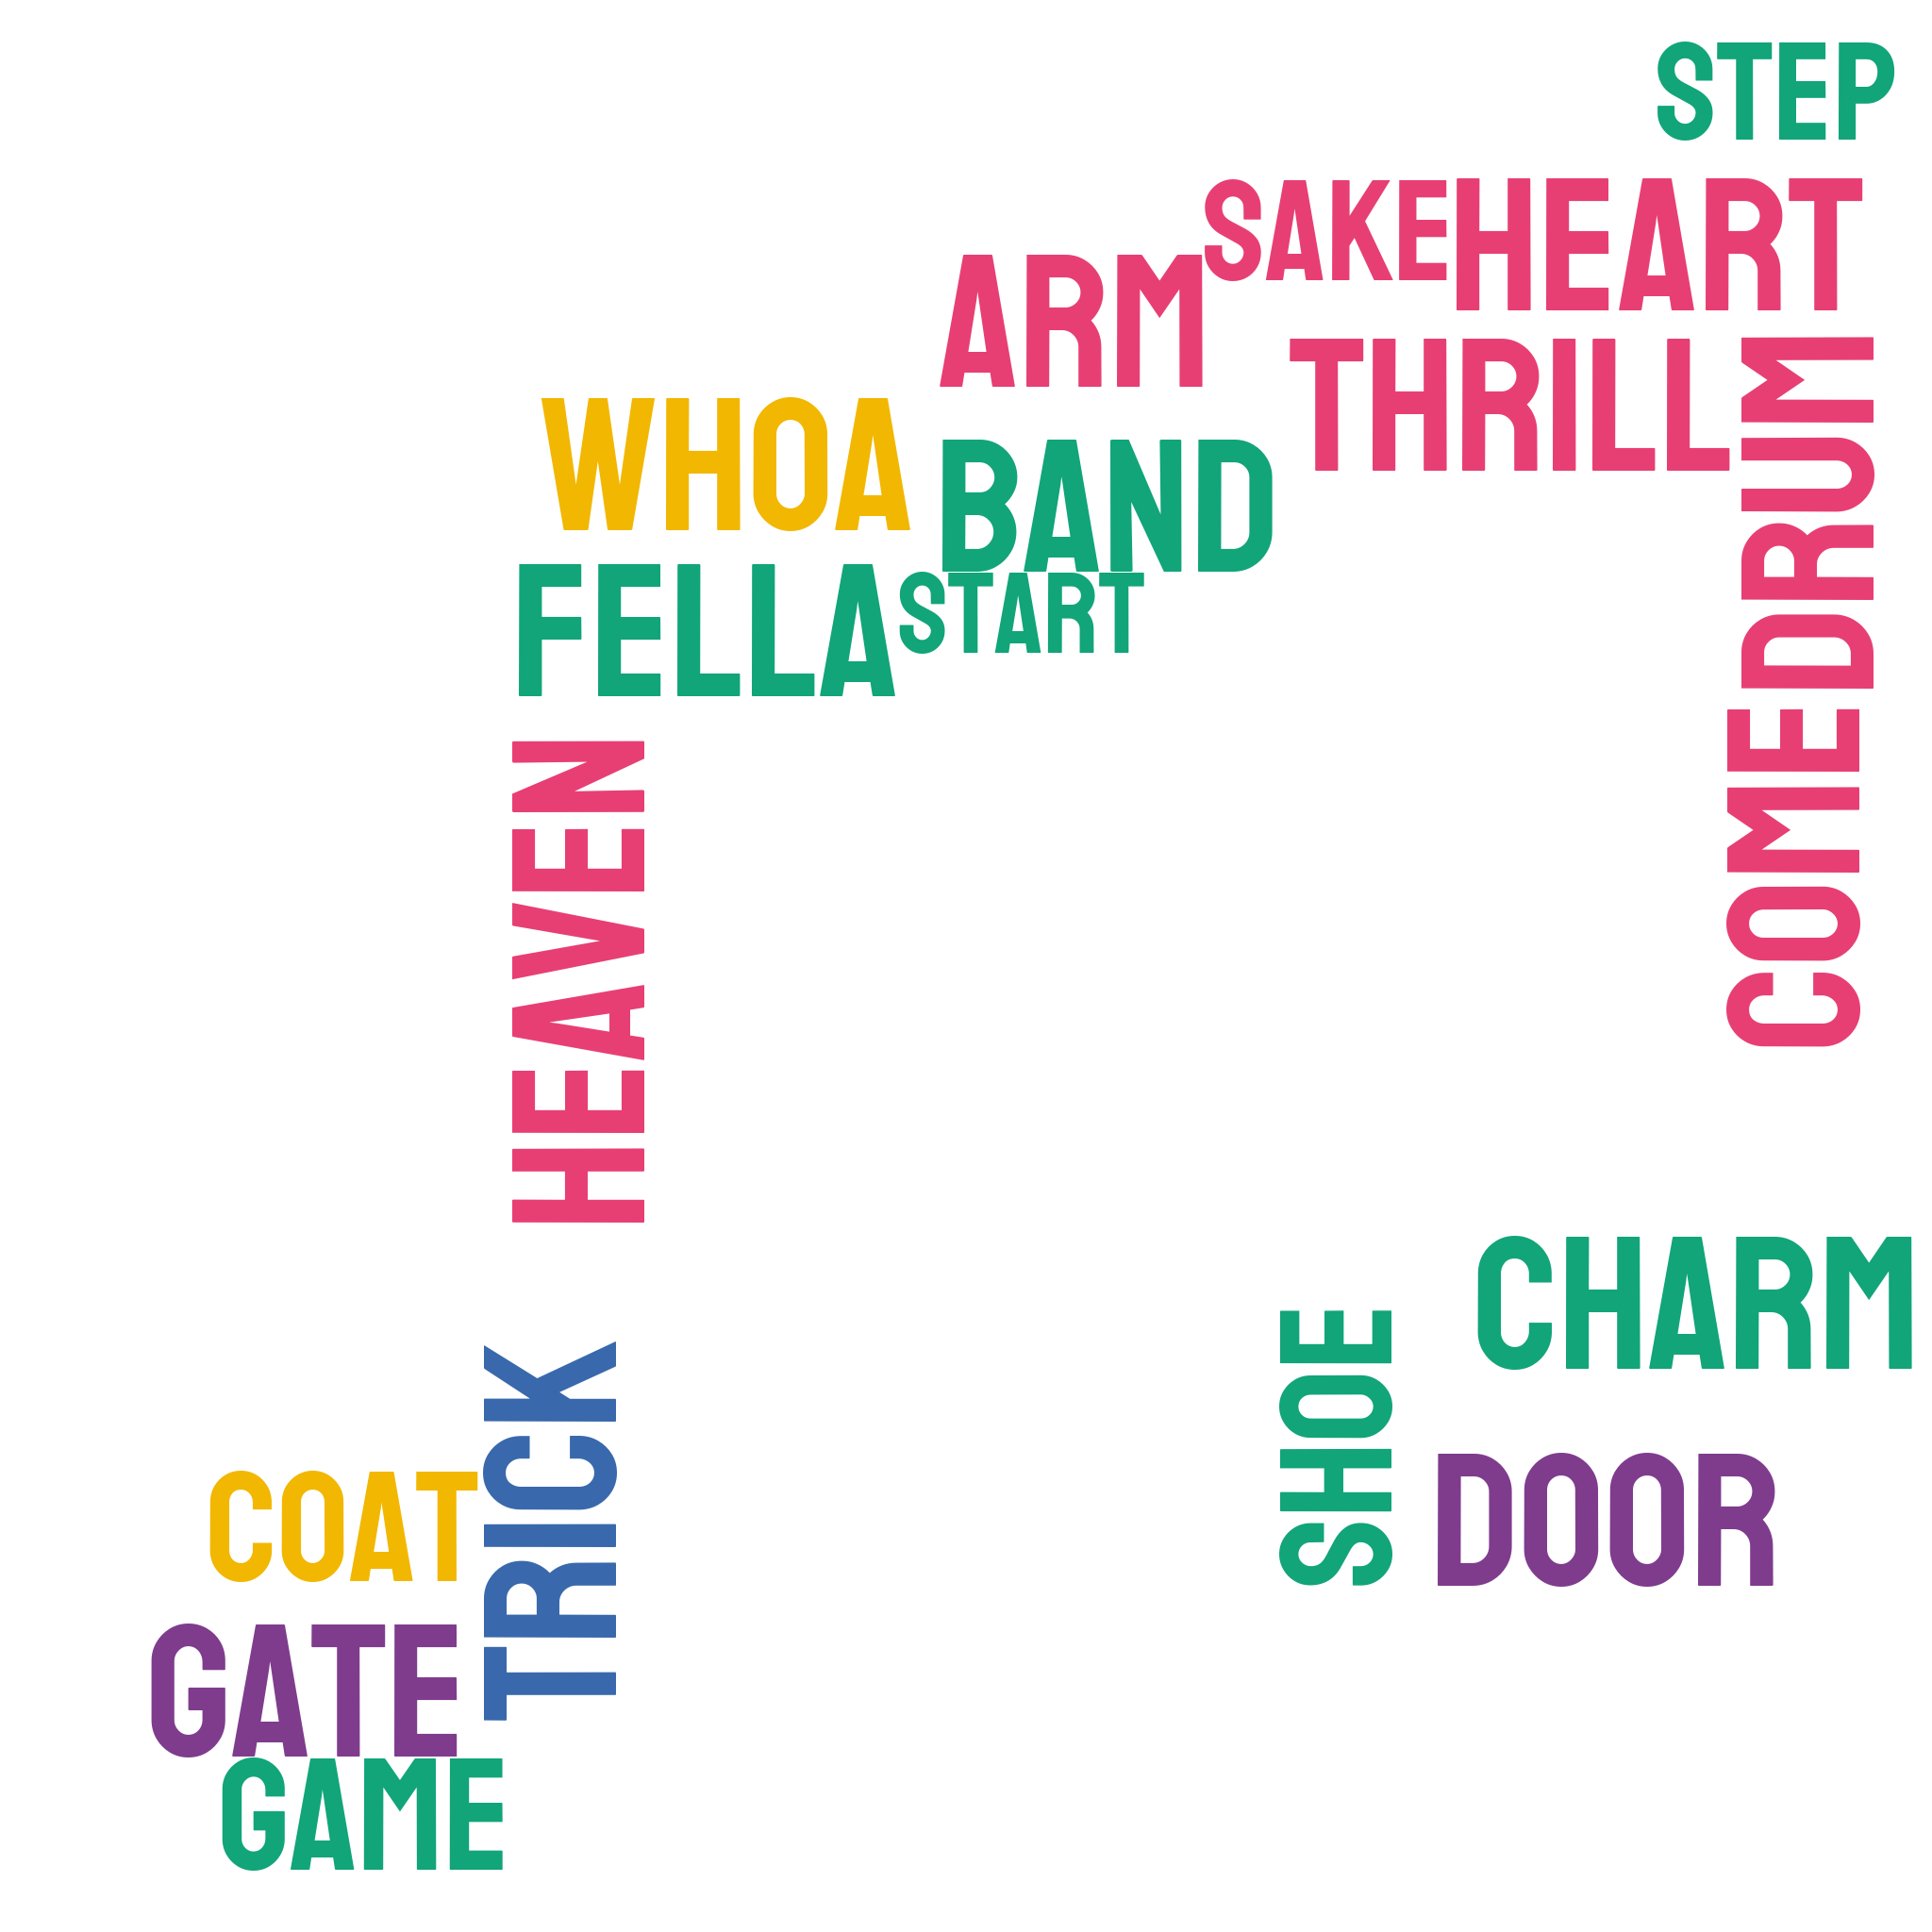 STEP
SAKE
HEART
ARM
THRILL
WHOA
BAND
DRUM
FELLA
START
HEAVEN
COME
CHARM
SHOE
TRICK
DOOR
COAT
GATE
GAME